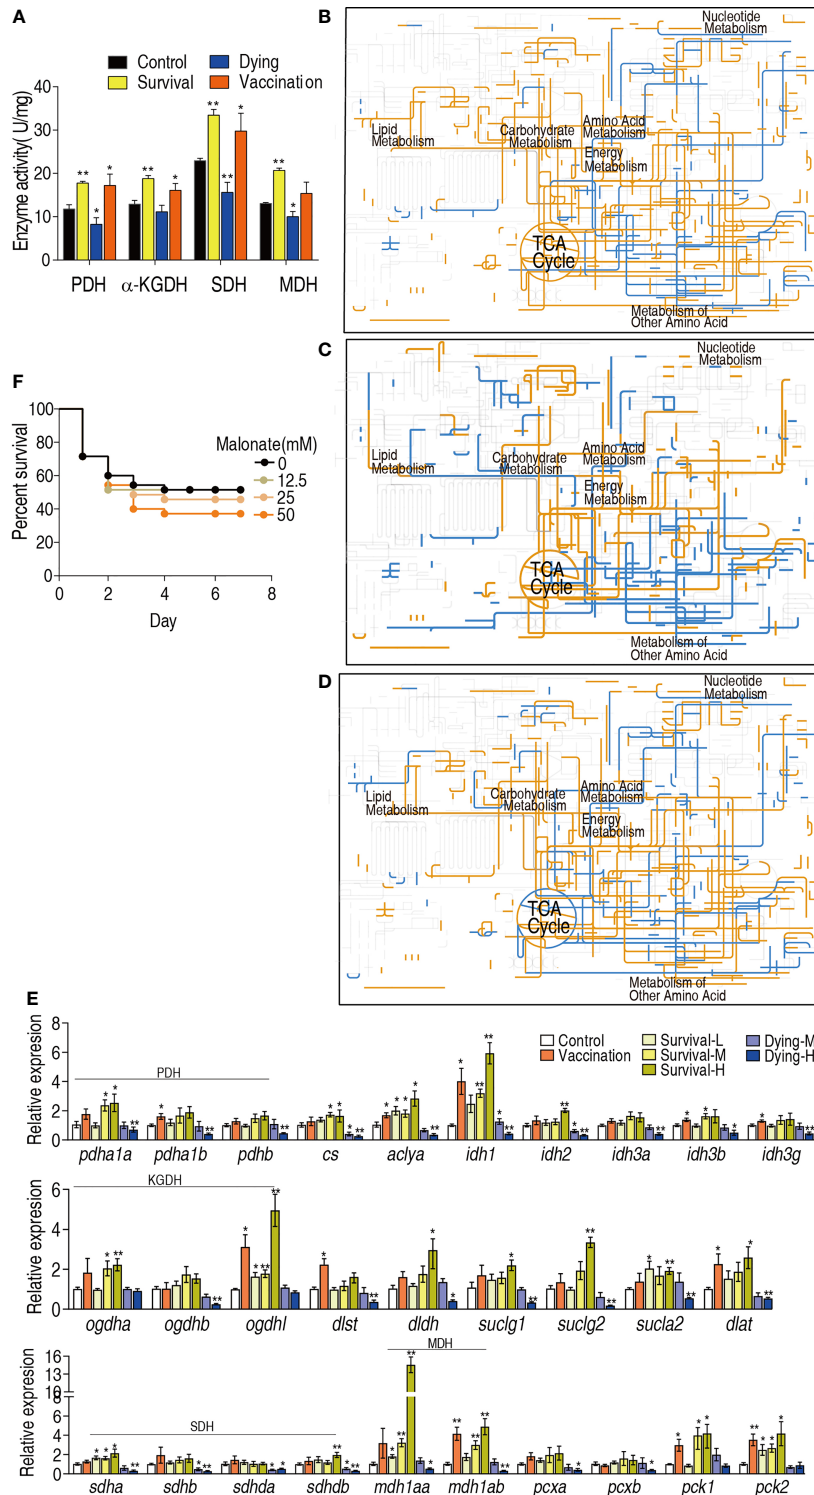 A
Control
Dying
Survival
Vaccination
Enzyme activity( U/mg)
40
30
20
10
0
** * *
** *
** ** *
** *
PDH α-KGDH SDH MDH
B
Nucleotide
Metabolism
Lipid
Metabolism
Carbohydrate
Metabolism
Amino Acid
Metabolism
Energy
Metabolism
TCA
Cycle
Metabolism of
Other Amino Acid
C
Nucleotide
Metabolism
Lipid
Metabolism
Carbohydrate
Metabolism
Amino Acid
Metabolism
Energy
Metabolism
TCA
Cycle
Metabolism of
Other Amino Acid
F
Percent survival
100
80
60
40
20
0
Malonate(mM)
0
12.5
25
50
0 2 4 6 8
Day
D
Nucleotide
Metabolism
Lipid
Metabolism
Carbohydrate
Metabolism
Amino Acid
Metabolism
Energy
Metabolism
TCA
Cycle
Metabolism of
Other Amino Acid
E
Relative expression
8
6
4
2
0
PDH
Control
Vaccination
Survival-L
Survival-M
Survival-H
Dying-M
Dying-H
pdha1a pdha1b pdhb cs aclya idh1 idh2 idh3a idh3b idh3g
Relative expression
6
4
2
0
KGDH
ogdha ogdhb ogdhl dlst dldh suclg1 suclg2 sucla2 dlat
Relative expression
16
13
10
8
6
4
2
0
SDH
MDH
sdha sdhb sdhda sdhdb mdh1aa mdh1ab pcxa pcxb pck1 pck2